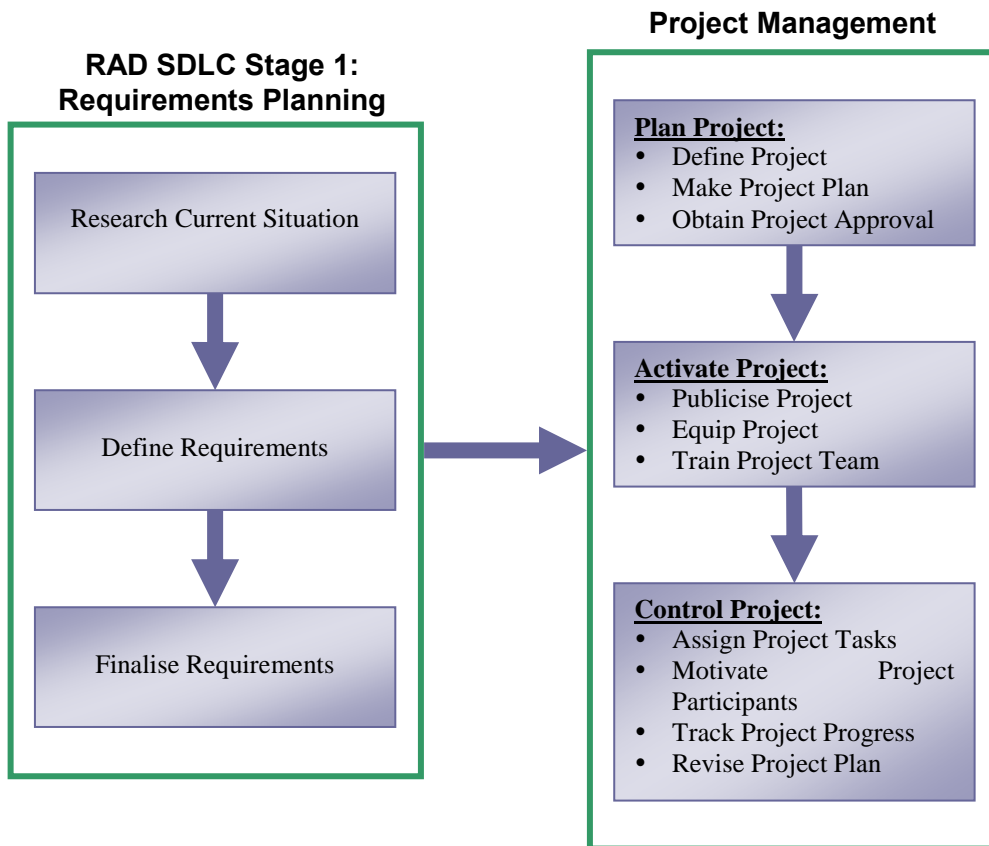 RAD SDLC Stage 1:
Requirements Planning
Research Current Situation
Define Requirements
Finalise Requirements
Project Management
Plan Project:
• Define Project
• Make Project Plan
• Obtain Project Approval
Activate Project:
• Publicise Project
• Equip Project
• Train Project Team
Control Project:
• Assign Project Tasks
• Motivate Project
Participants
• Track Project Progress
• Revise Project Plan